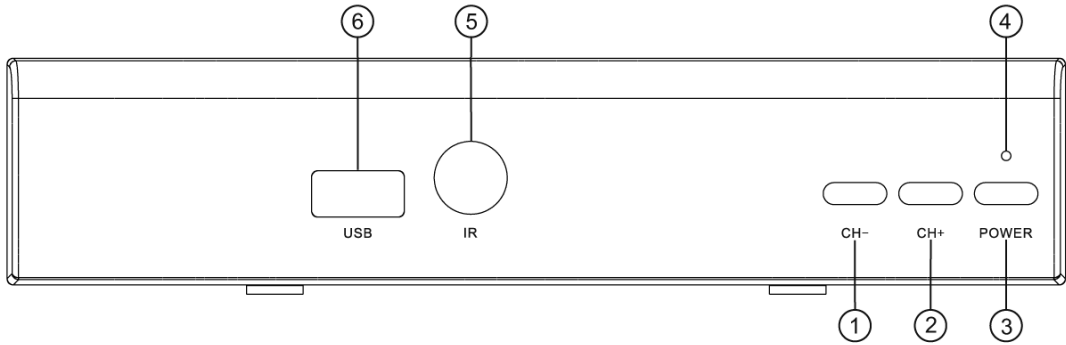 ⑥ ⑤ ④
USB IR CH− CH+ POWER
① ② ③